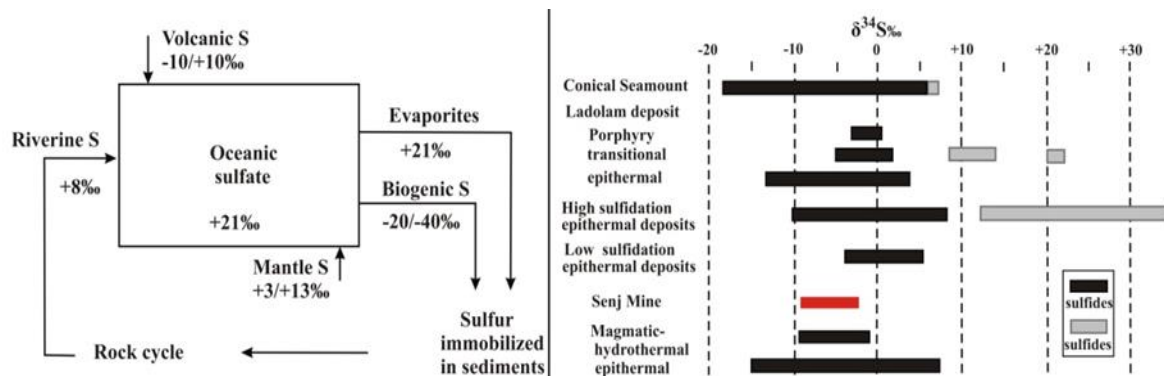 Volcanic S
-10/+10‰
Riverine S
+8‰
Oceanic
sulfate
+21‰
Evaporites
+21‰
Biogenic S
-20/-40‰
Mantle S
+3/+13‰
Sulfur
immobilized
in sediments
Rock cycle
δ³⁴S‰
-20 -10 0 +10 +20 +30
Conical Seamount
Ladolam deposit
Porphyry
transitional
epithermal
High sulfidation
epithermal deposits
Low sulfidation
epithermal deposits
Senj Mine
Magmatic-
hydrothermal
epithermal
sulfides
sulfides